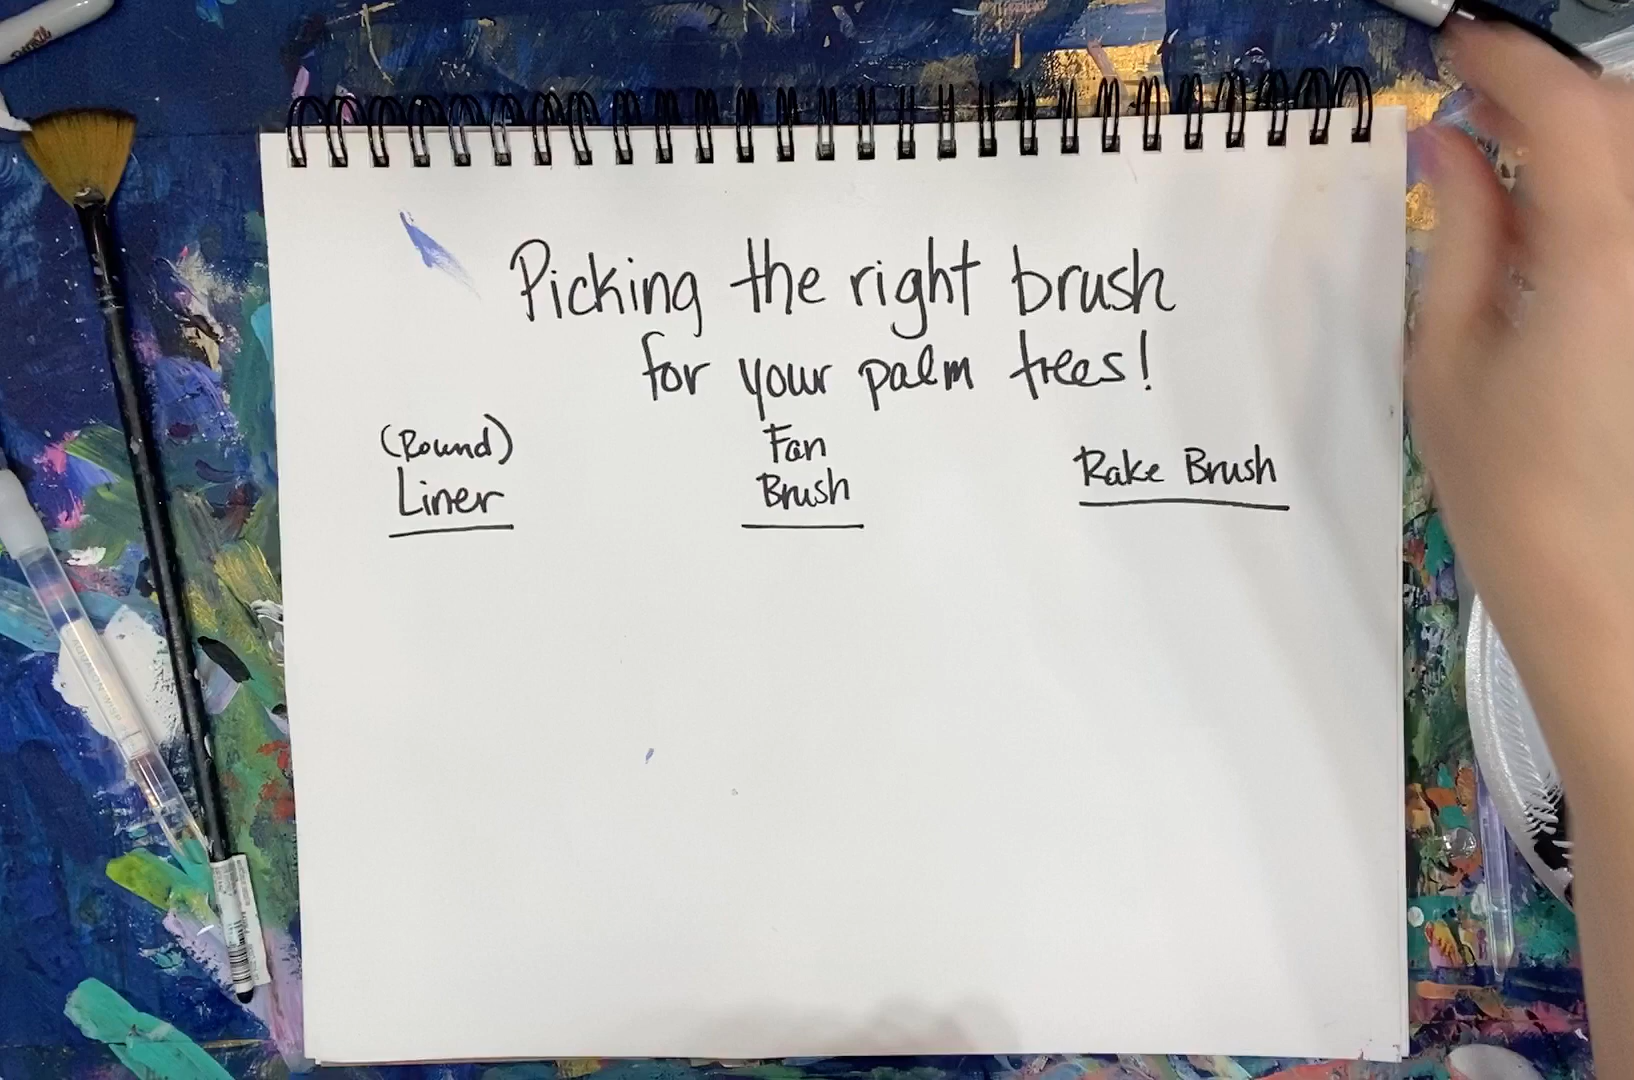 Picking the right brush
for your palm trees!
(Round)
Liner
Fan
Brush
Rake Brush